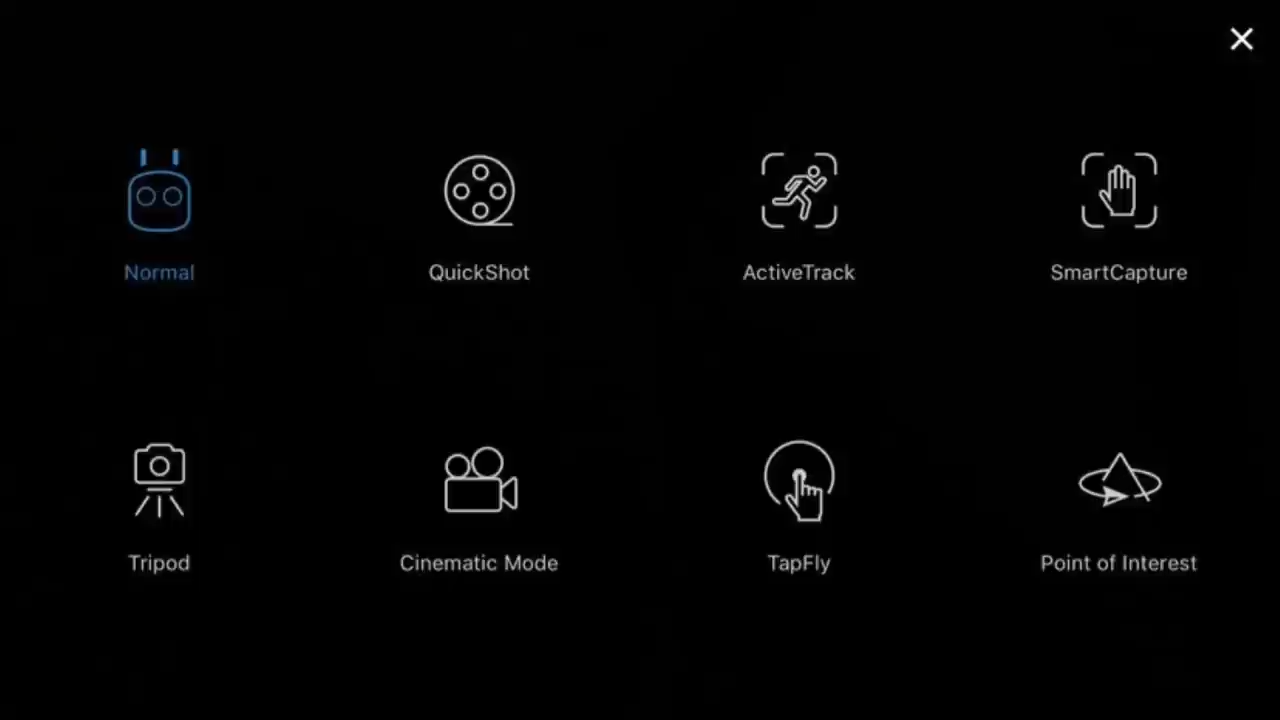 Normal
QuickShot
ActiveTrack
SmartCapture
Tripod
Cinematic Mode
TapFly
Point of Interest